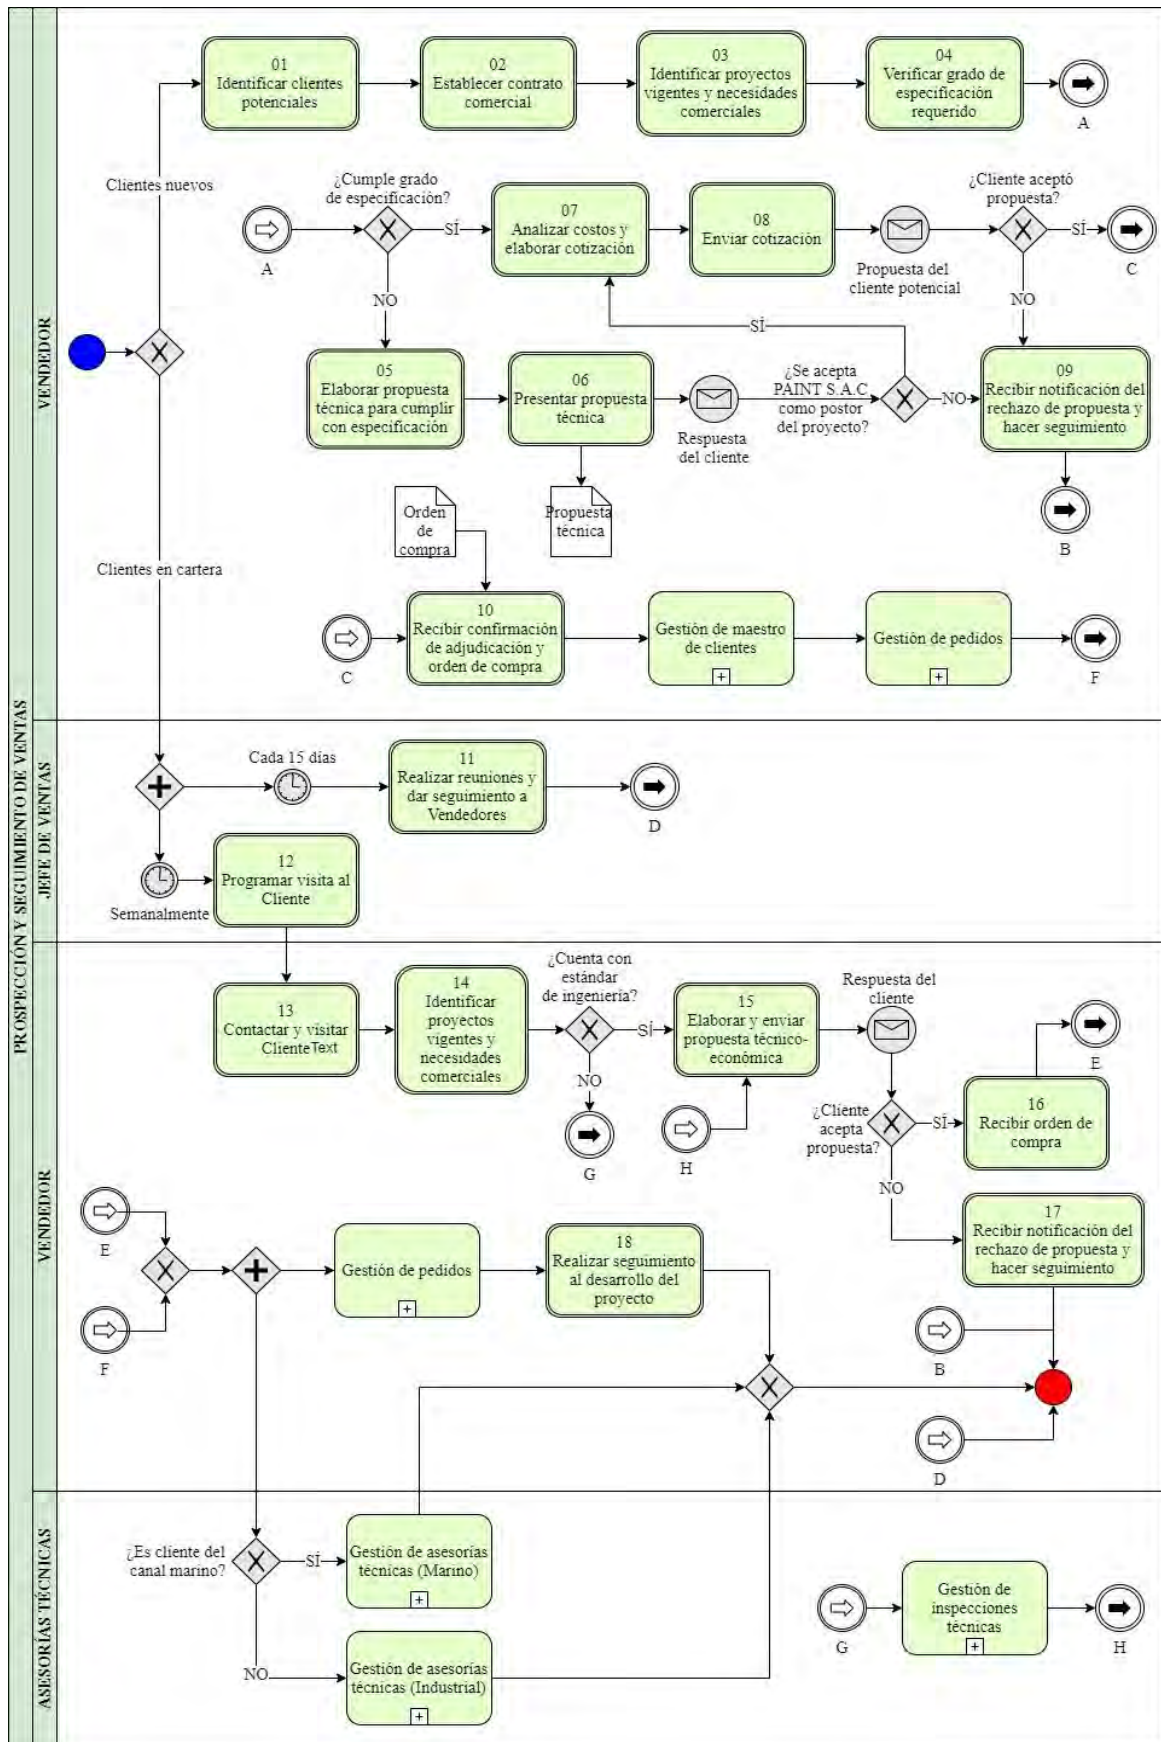 PROSPECCIÓN Y SEGUIMIENTO DE VENTAS
VENDEDOR
01
Identificar clientes
potenciales
02
Establecer contrato
comercial
03
Identificar proyectos
vigentes y necesidades
comerciales
04
Verificar grado de
especificación
requerido
A
Clientes nuevos
¿Cumple grado
de especificación?
A
SÍ
07
Analizar costos y
elaborar cotización
08
Enviar cotización
Propuesta del
cliente potencial
¿Cliente aceptó
propuesta?
SÍ
C
NO
NO
SÍ
05
Elaborar propuesta
técnica para cumplir
con especificación
06
Presentar propuesta
técnica
Respuesta
del cliente
¿Se acepta
PAINT S.A.C
como postor
del proyecto?
NO
09
Recibir notificación del
rechazo de propuesta y
hacer seguimiento
B
Orden
de
compra
Propuesta
técnica
Clientes en cartera
C
10
Recibir confirmación
de adjudicación y
orden de compra
Gestión de maestro
de clientes
Gestión de pedidos
F
JEFE DE VENTAS
Cada 15 días
11
Realizar reuniones y
dar seguimiento a
Vendedores
D
Semanalmente
12
Programar visita al
Cliente
VENDEDOR
13
Contactar y visitar
Cliente Text
14
Identificar
proyectos
vigentes y
necesidades
comerciales
¿Cuenta con
estándar
de ingeniería?
SÍ
NO
G
15
Elaborar y enviar
propuesta técnico-
económica
H
Respuesta del
cliente
¿Cliente
acepta
propuesta?
SÍ
NO
16
Recibir orden de
compra
E
17
Recibir notificación del
rechazo de propuesta y
hacer seguimiento
E
F
Gestión de pedidos
18
Realizar seguimiento
al desarrollo del
proyecto
B
D
ASESORÍAS TÉCNICAS
¿Es cliente del
canal marino?
SÍ
Gestión de asesorías
técnicas (Marino)
NO
Gestión de asesorías
técnicas (Industrial)
G
Gestión de
inspecciones
técnicas
H